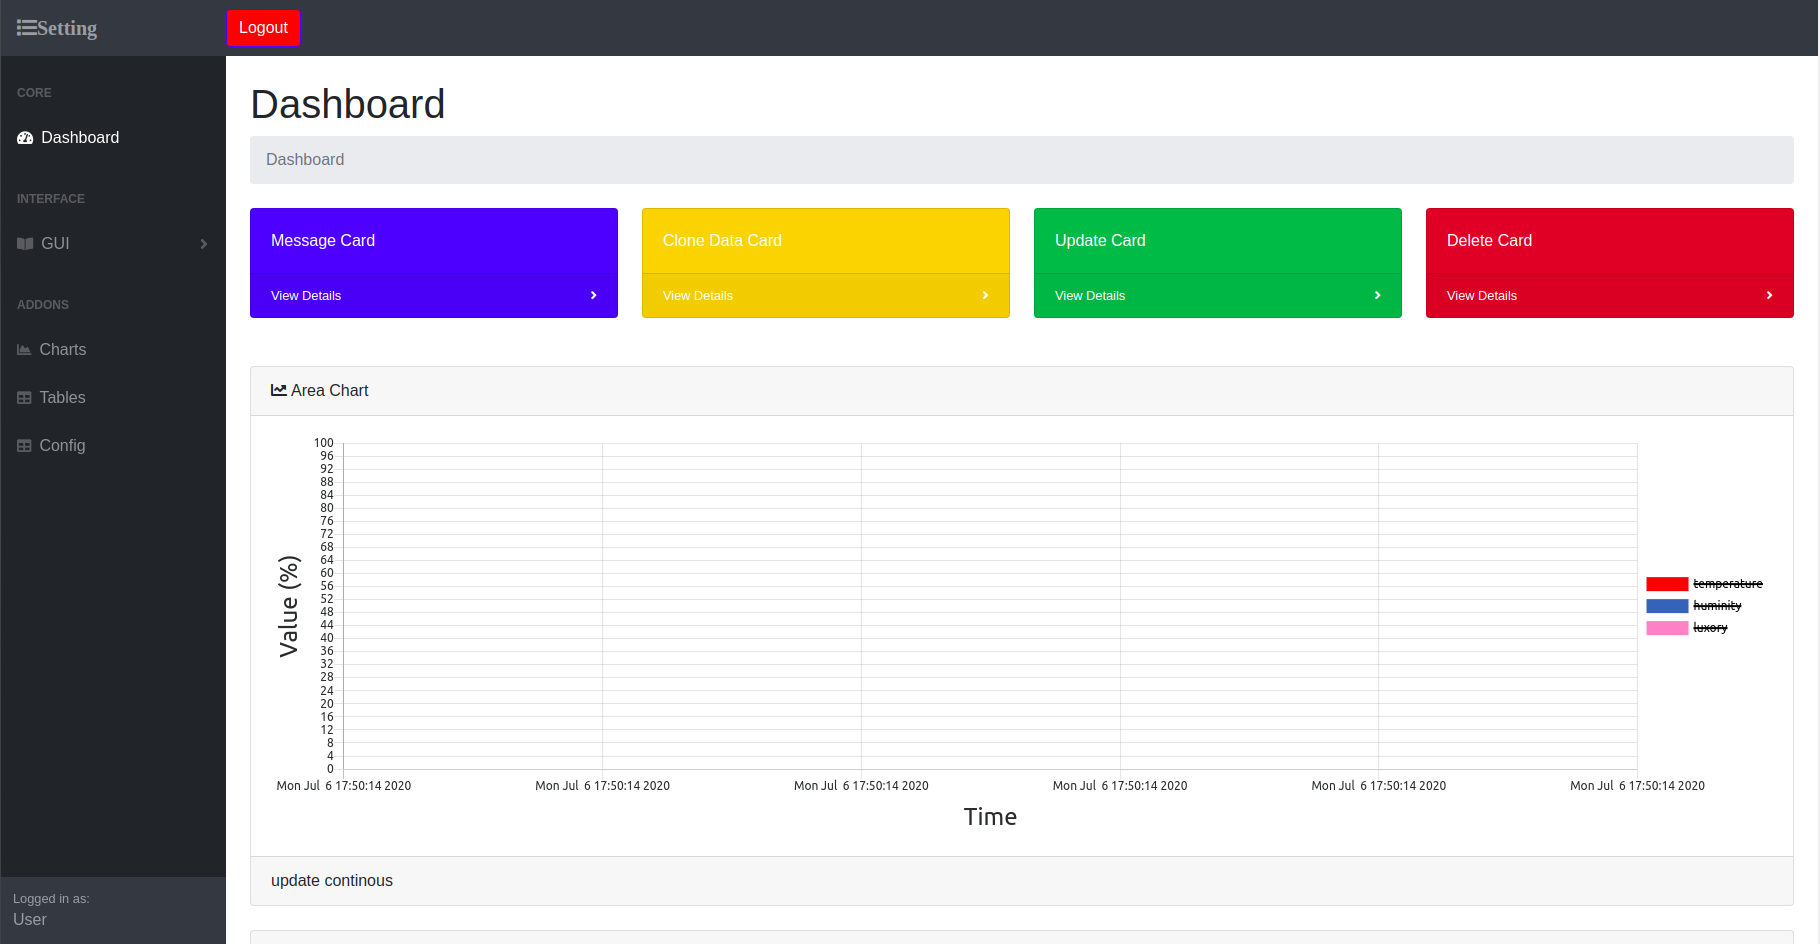 Setting
Logout
CORE
Dashboard
INTERFACE
GUI
ADDONS
Charts
Tables
Config
Logged in as:
User
Dashboard
Dashboard
Message Card
View Details
Clone Data Card
View Details
Update Card
View Details
Delete Card
View Details
Area Chart
Value (%)
100
96
92
88
84
80
76
72
68
64
60
56
52
48
44
40
36
32
28
24
20
16
12
8
4
0
Mon Jul  6 17:50:14 2020
Mon Jul  6 17:50:14 2020
Mon Jul  6 17:50:14 2020
Mon Jul  6 17:50:14 2020
Mon Jul  6 17:50:14 2020
Mon Jul  6 17:50:14 2020
Time
temperature
huminity
luxory
update continous